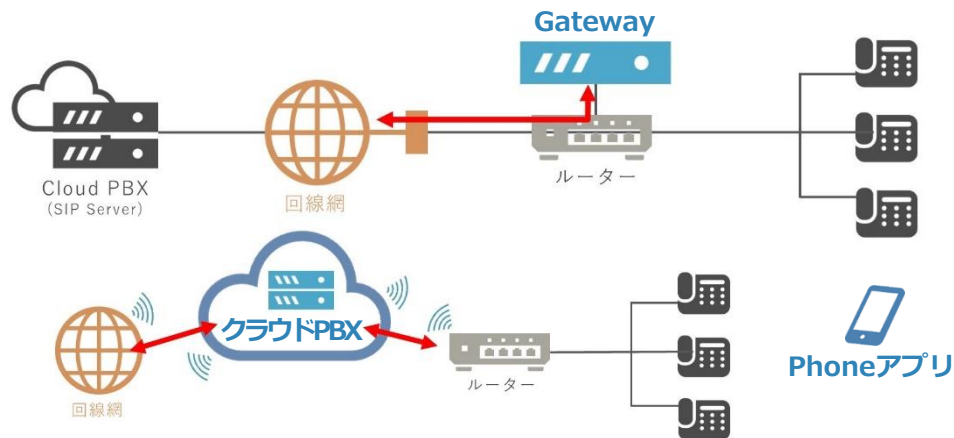 Gateway
Cloud PBX
(SIP Server)
回線網
ルーター
クラウドPBX
回線網
ルーター
Phoneアプリ